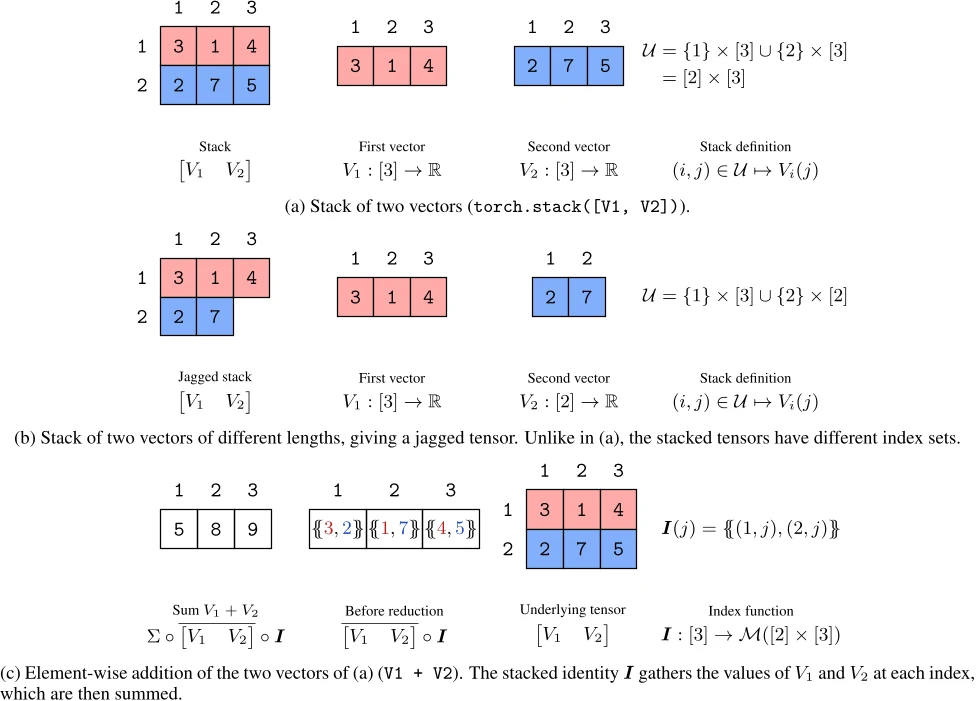 1 2 3
1 3 1 4
2 2 7 5
1 2 3
3 1 4
1 2 3
2 7 5
𝒰 = {1} × [3] ∪ {2} × [3]
= [2] × [3]
Stack
[V₁ V₂]
First vector
V₁ : [3] → ℝ
Second vector
V₂ : [3] → ℝ
Stack definition
(i, j) ∈ 𝒰 ↦ Vᵢ(j)
(a) Stack of two vectors (torch.stack([V1, V2])).
1 2 3
1 3 1 4
2 2 7
1 2 3
3 1 4
1 2
2 7
𝒰 = {1} × [3] ∪ {2} × [2]
Jagged stack
[V₁ V₂]
First vector
V₁ : [3] → ℝ
Second vector
V₂ : [2] → ℝ
Stack definition
(i, j) ∈ 𝒰 ↦ Vᵢ(j)
(b) Stack of two vectors of different lengths, giving a jagged tensor. Unlike in (a), the stacked tensors have different index sets.
1 2 3
5 8 9
1 2 3
⦃3, 2⦄ ⦃1, 7⦄ ⦃4, 5⦄
1 2 3
1 3 1 4
2 2 7 5
𝑰(j) = ⦃(1, j), (2, j)⦄
Sum V₁ + V₂
Σ ∘ [V₁ V₂] ∘ 𝑰
Before reduction
[V₁ V₂] ∘ 𝑰
Underlying tensor
[V₁ V₂]
Index function
𝑰 : [3] → ℳ([2] × [3])
(c) Element-wise addition of the two vectors of (a) (V1 + V2). The stacked identity 𝑰 gathers the values of V₁ and V₂ at each index,
which are then summed.